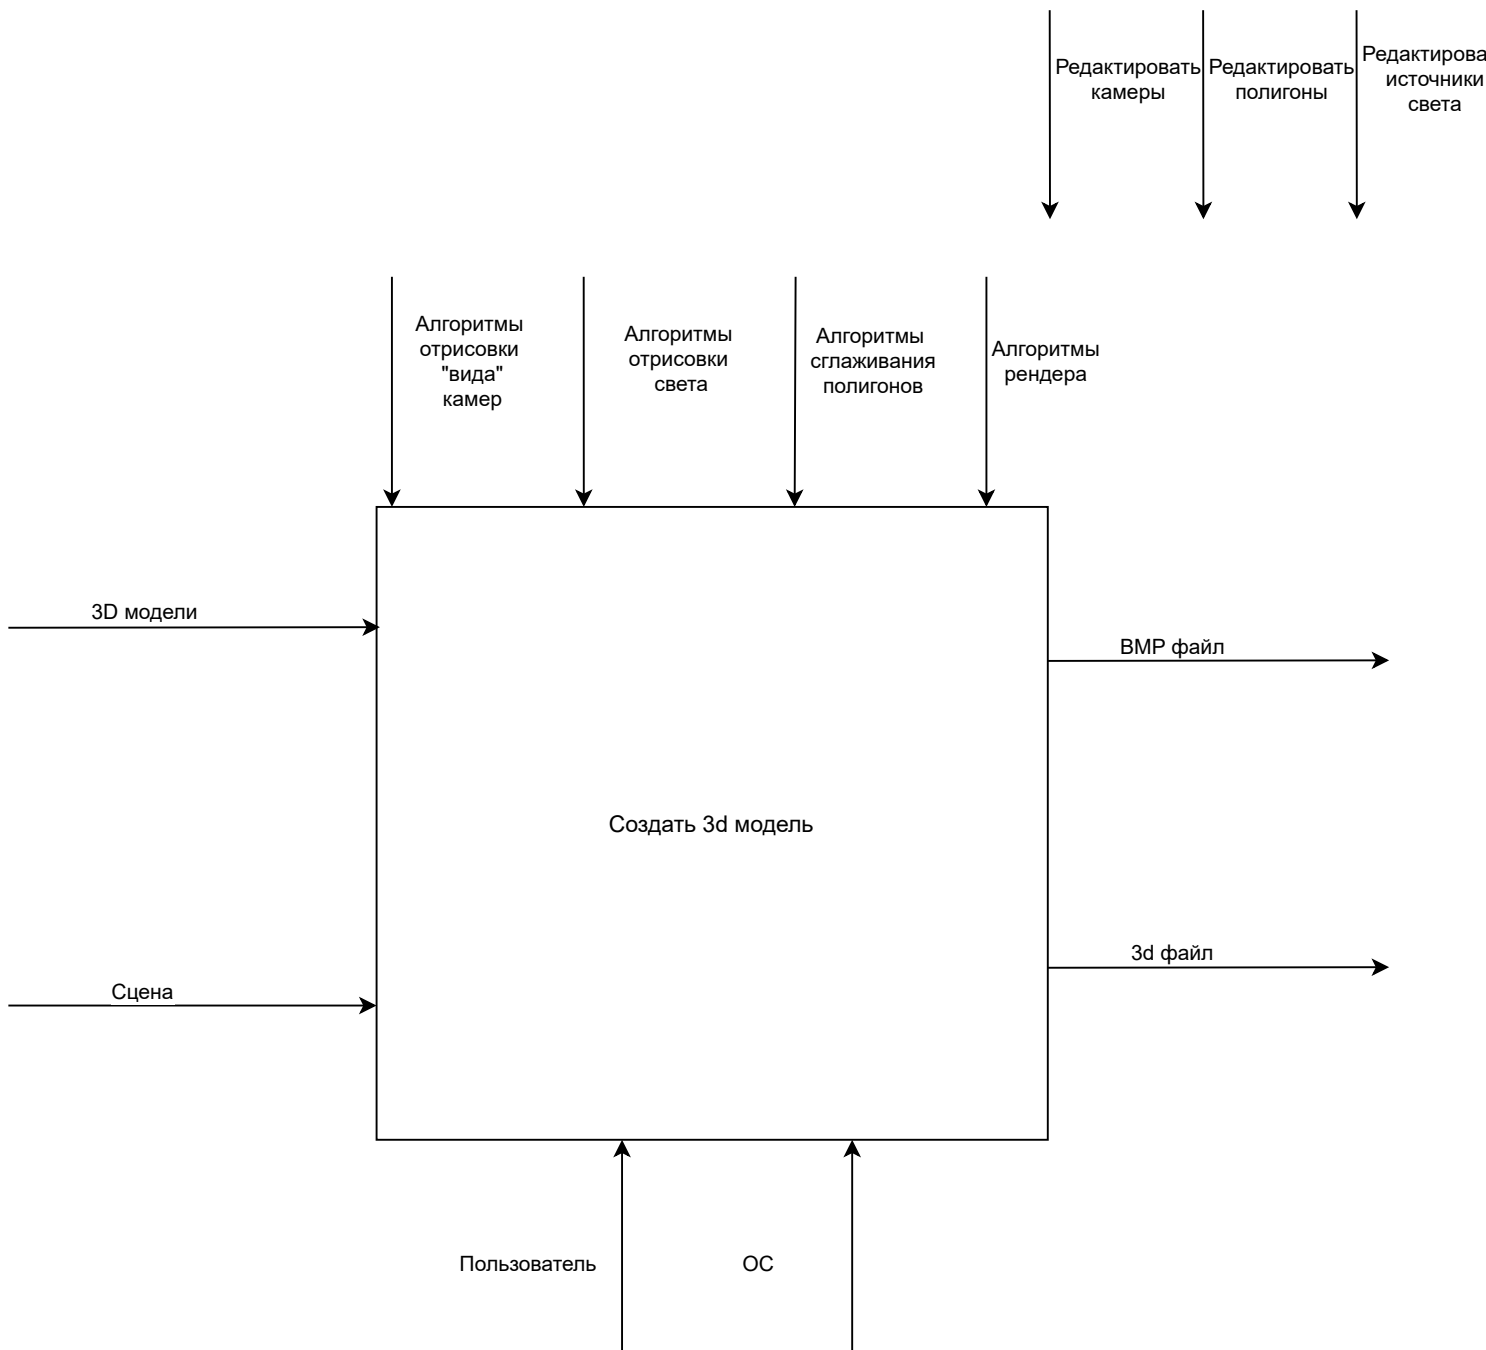 Редактировать
камеры
Редактировать
полигоны
Редактирова
источники
света
Алгоритмы
отрисовки
"вида"
камер
Алгоритмы
отрисовки
света
Алгоритмы
сглаживания
полигонов
Алгоритмы
рендера
3D модели
BMP файл
Создать 3d модель
3d файл
Сцена
Пользователь
ОС